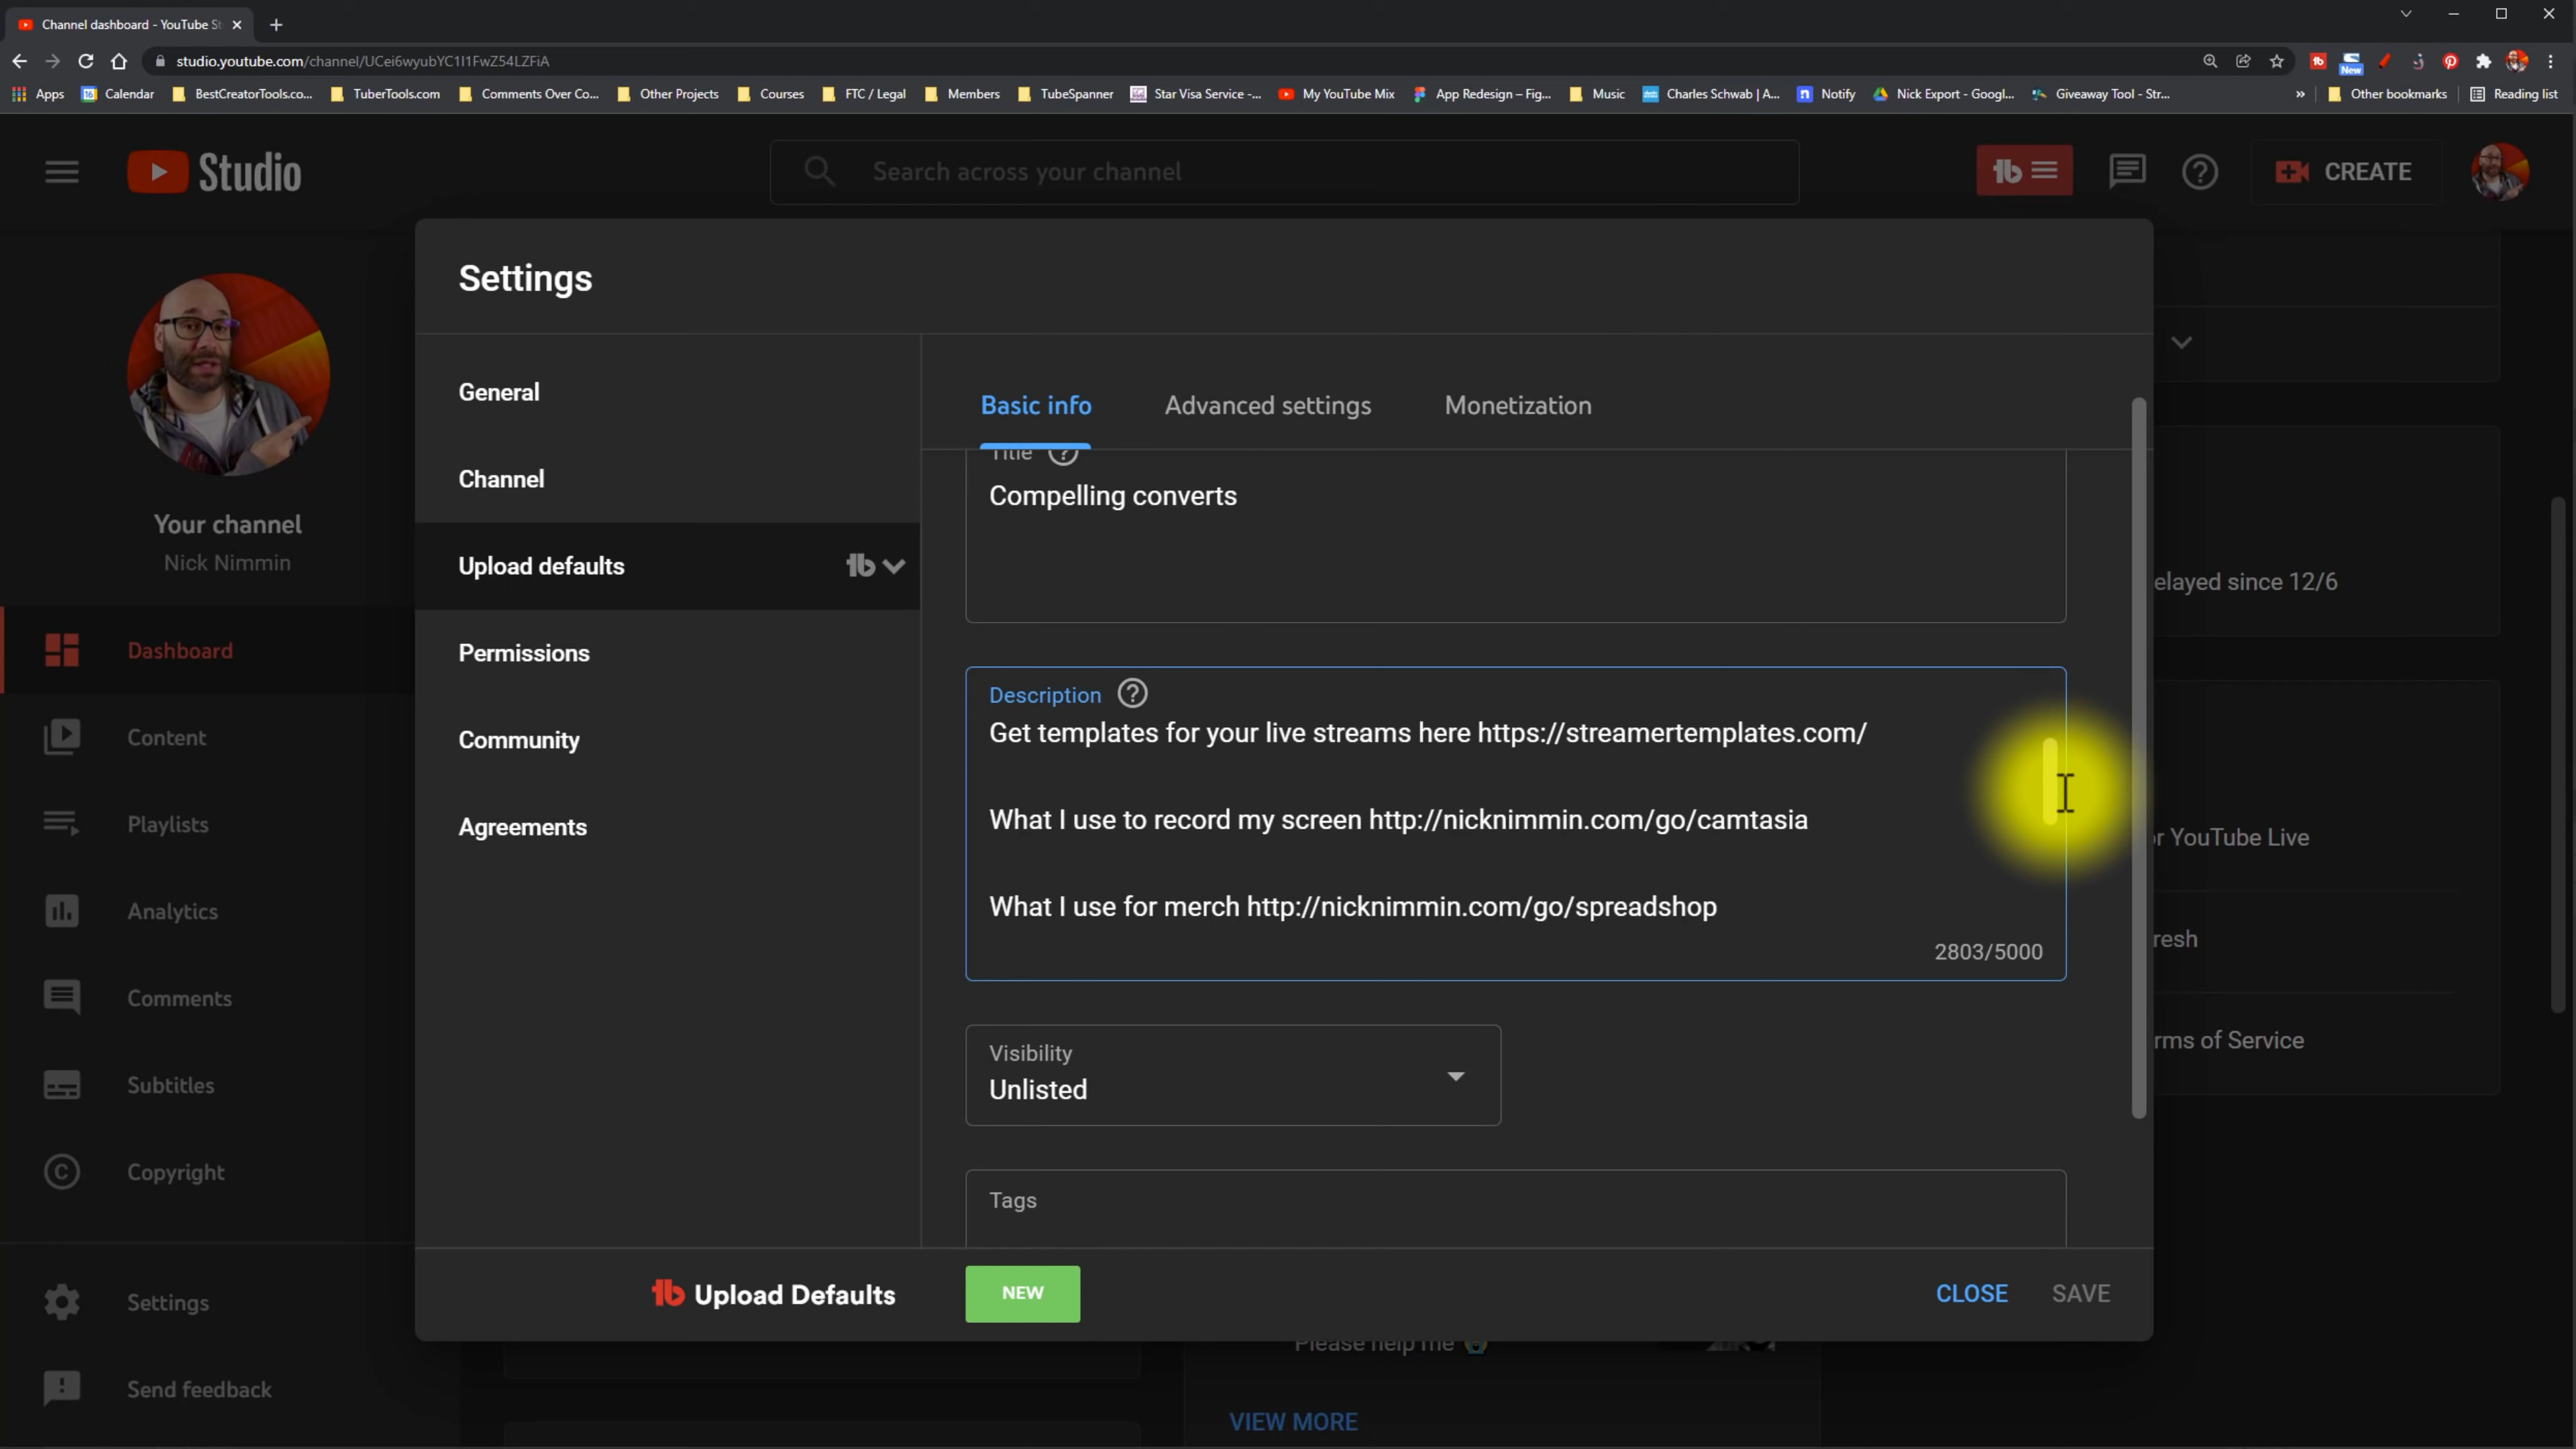 Channel dashboard - YouTube St
studio.youtube.com/channel/UCei6wyubYC1I1FwZ54LZFiA
New
Apps
16
Calendar
BestCreatorTools.co...
TuberTools.com
Comments Over Co...
Other Projects
Courses
FTC / Legal
Members
TubeSpanner
Star Visa Service -...
My YouTube Mix
App Redesign – Fig...
Music
Charles Schwab | A...
Notify
Nick Export - Googl...
Giveaway Tool - Str...
»
Other bookmarks
Reading list
Studio
Search across your channel
CREATE
Your channel
Nick Nimmin
Dashboard
Content
Playlists
Analytics
Comments
Subtitles
Copyright
Settings
Send feedback
Settings
General
Channel
Upload defaults
Permissions
Community
Agreements
Basic info
Advanced settings
Monetization
Title
Compelling converts
Description
Get templates for your live streams here https://streamertemplates.com/
What I use to record my screen http://nicknimmin.com/go/camtasia
What I use for merch http://nicknimmin.com/go/spreadshop
2803/5000
Visibility
Unlisted
Tags
Upload Defaults
NEW
CLOSE
SAVE
elayed since 12/6
or YouTube Live
resh
rms of Service
Please help me
VIEW MORE